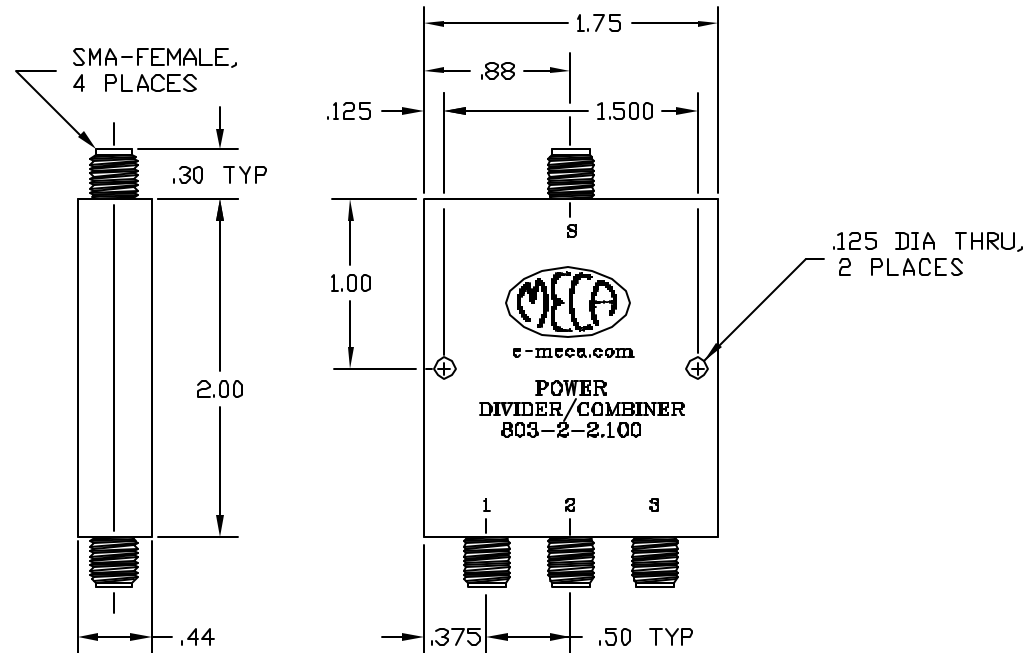 SMA-FEMALE,
4 PLACES
.30 TYP
2.00
.44
1.75
.88
.125
1.500
1.00
.125 DIA THRU,
2 PLACES
S
MECA
e-meca.com
POWER
DIVIDER/COMBINER
803-2-2.100
1 2 3
.375
.50 TYP